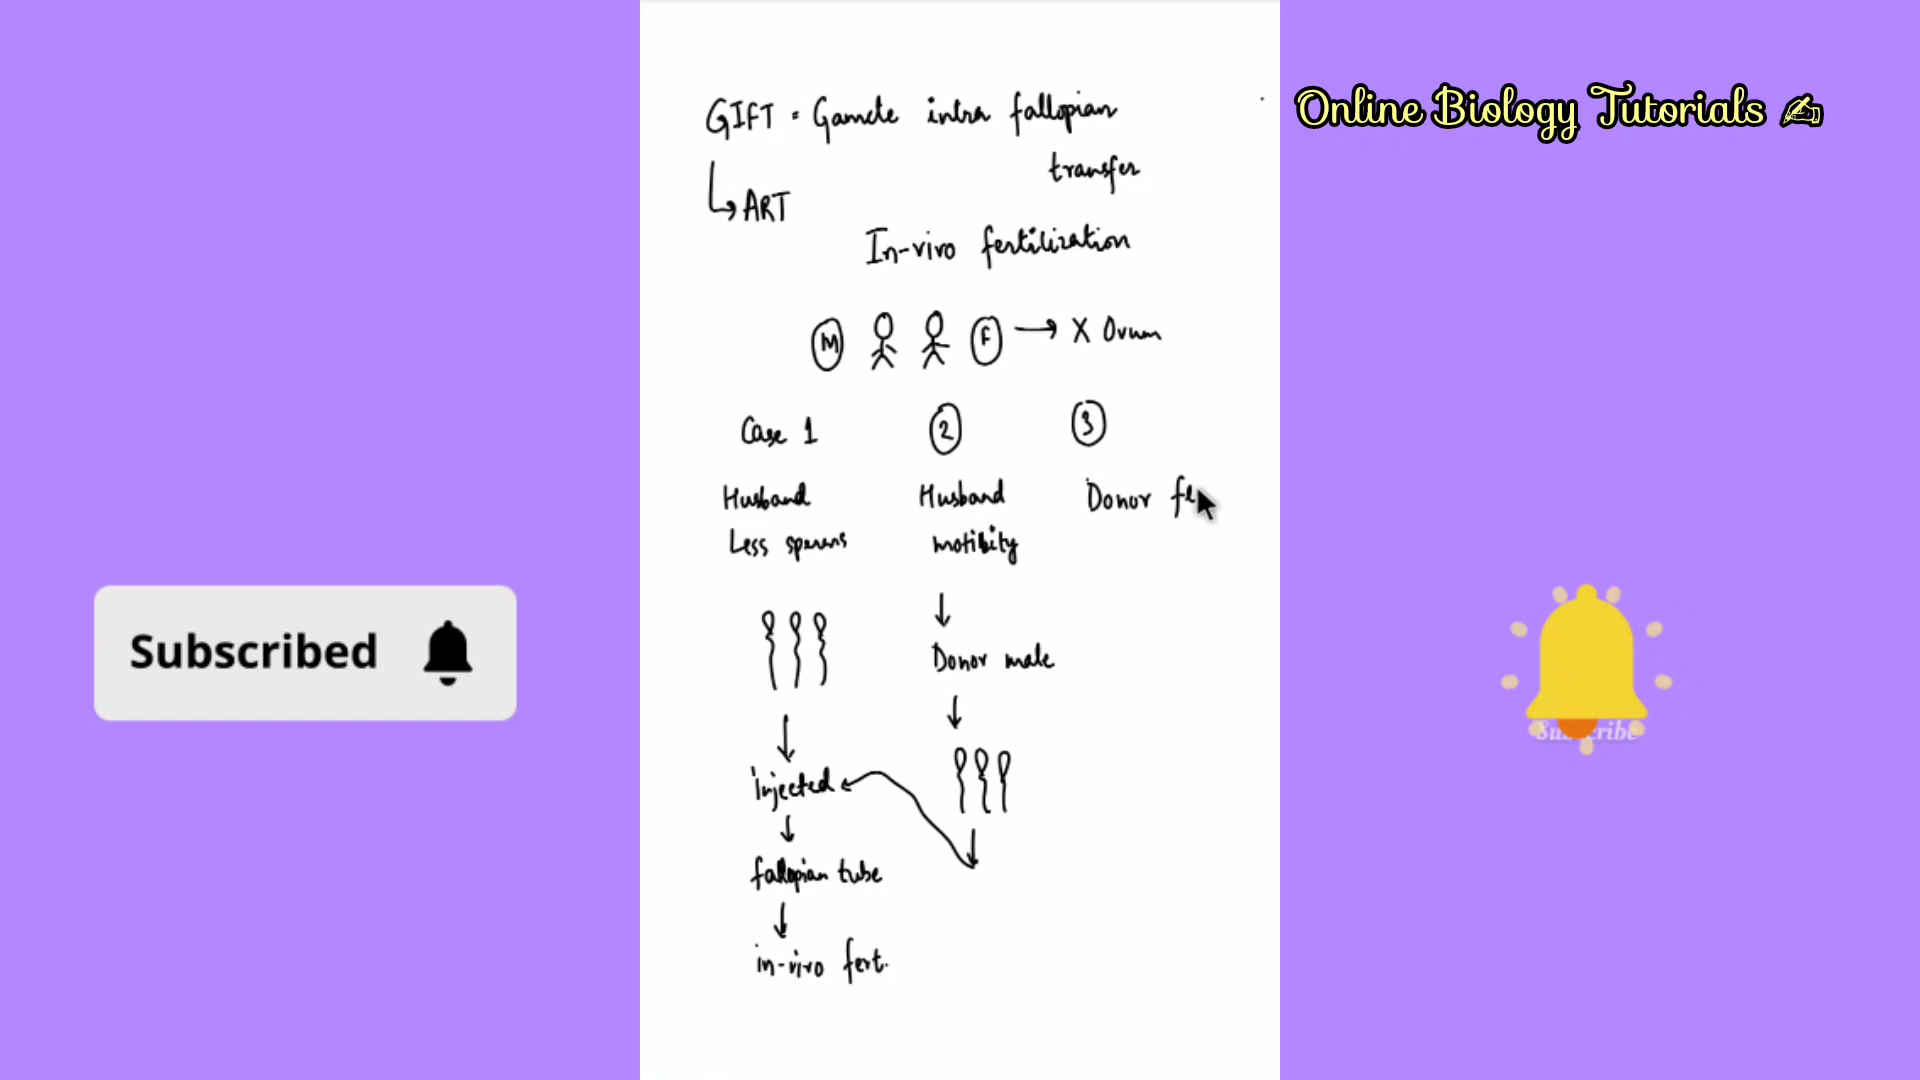 GIFT = Gamete intra fallopian
transfer
ART
In-vivo fertilization
M F X Ovum
Case 1 2 3
Husband Husband Donor fe
Less sperms motility
Donor male
injected
fallopian tube
in-vivo fert.
Online Biology Tutorials ✍
Subscribed